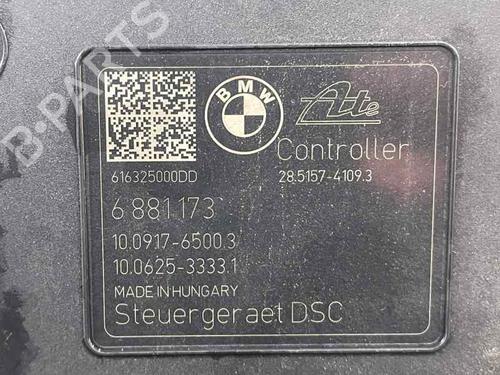 B-PARTS
BMW
Ate
Controller
616325000DD
28.5157-4109.3
6 881 173
10.0917-6500.3
10.0625-3333.1
MADE IN HUNGARY
Steuergeraet DSC